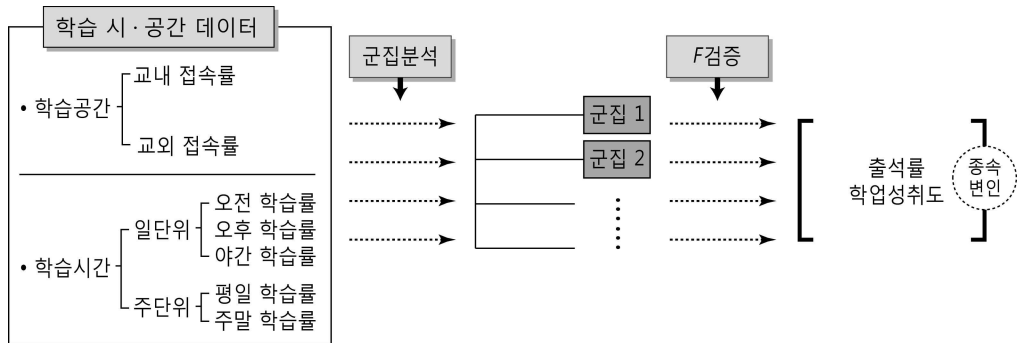 학습 시·공간 데이터
• 학습공간
교내 접속률
교외 접속률
• 학습시간
일단위
오전 학습률
오후 학습률
야간 학습률
주단위
평일 학습률
주말 학습률
군집분석
군집 1
군집 2
F검증
출석률
학업성취도
종속
변인